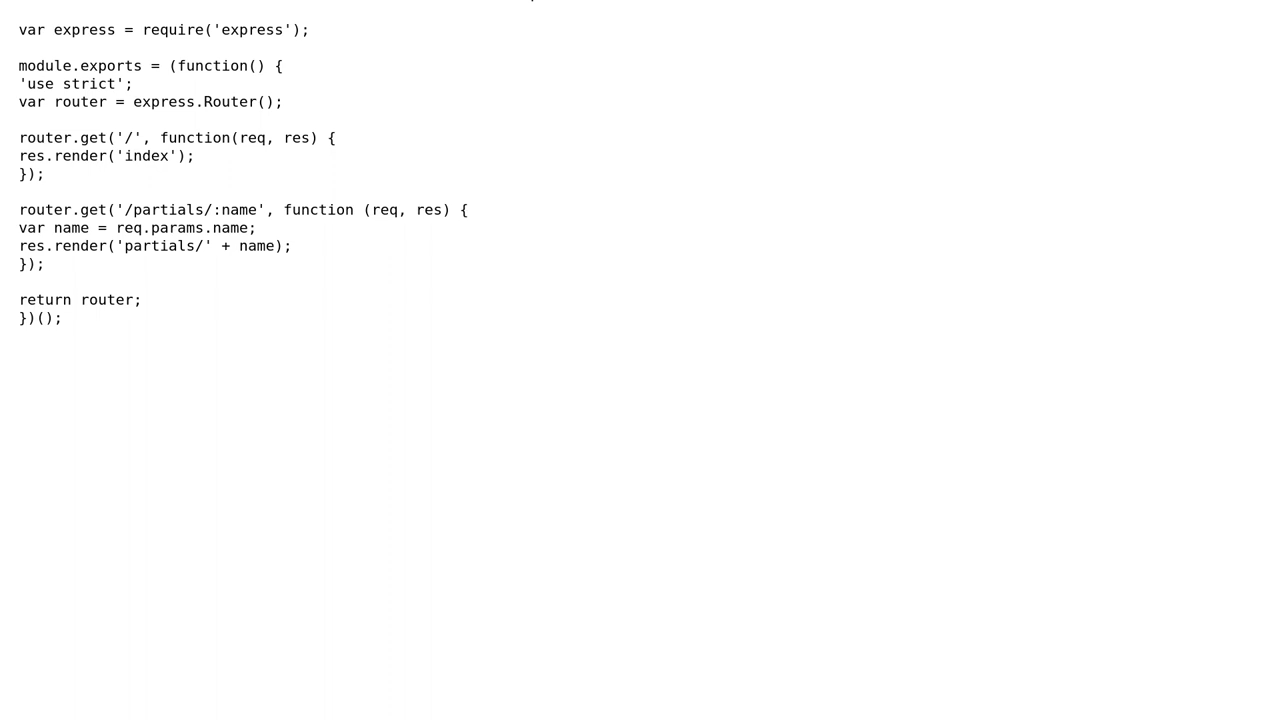 var express = require('express');

module.exports = (function() {
'use strict';
var router = express.Router();

router.get('/', function(req, res) {
res.render('index');
});

router.get('/partials/:name', function (req, res) {
var name = req.params.name;
res.render('partials/' + name);
});

return router;
})();